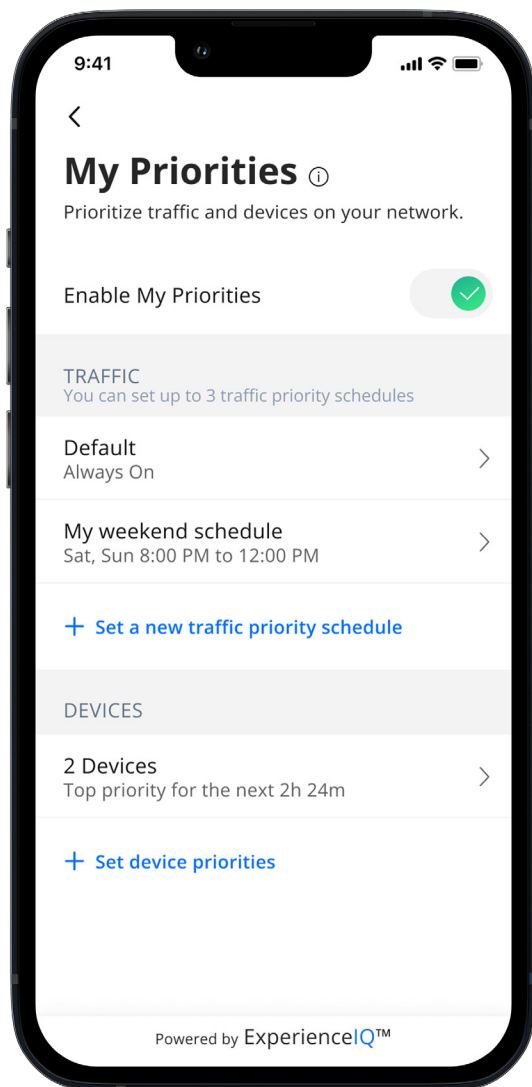 9:41
My Priorities
Prioritize traffic and devices on your network.
Enable My Priorities
TRAFFIC
You can set up to 3 traffic priority schedules
Default
Always On
My weekend schedule
Sat, Sun 8:00 PM to 12:00 PM
+ Set a new traffic priority schedule
DEVICES
2 Devices
Top priority for the next 2h 24m
+ Set device priorities
Powered by ExperienceIQ™